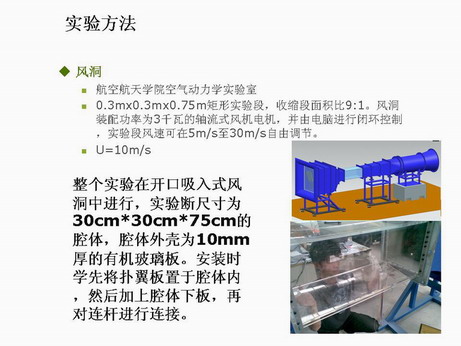 实验方法
风洞
航空航天学院空气动力学实验室
0.3mx0.3mx0.75m矩形实验段，收缩段面积比9:1。风洞
装配功率为3千瓦的轴流式风机电机，并由电脑进行闭环控制
，实验段风速可在5m/s至30m/s自由调节。
U=10m/s
整个实验在开口吸入式风
洞中进行，实验断尺寸为
30cm*30cm*75cm的
腔体，腔体外壳为10mm
厚的有机玻璃板。安装时
学先将扑翼板置于腔体内
，然后加上腔体下板，再
对连杆进行连接。